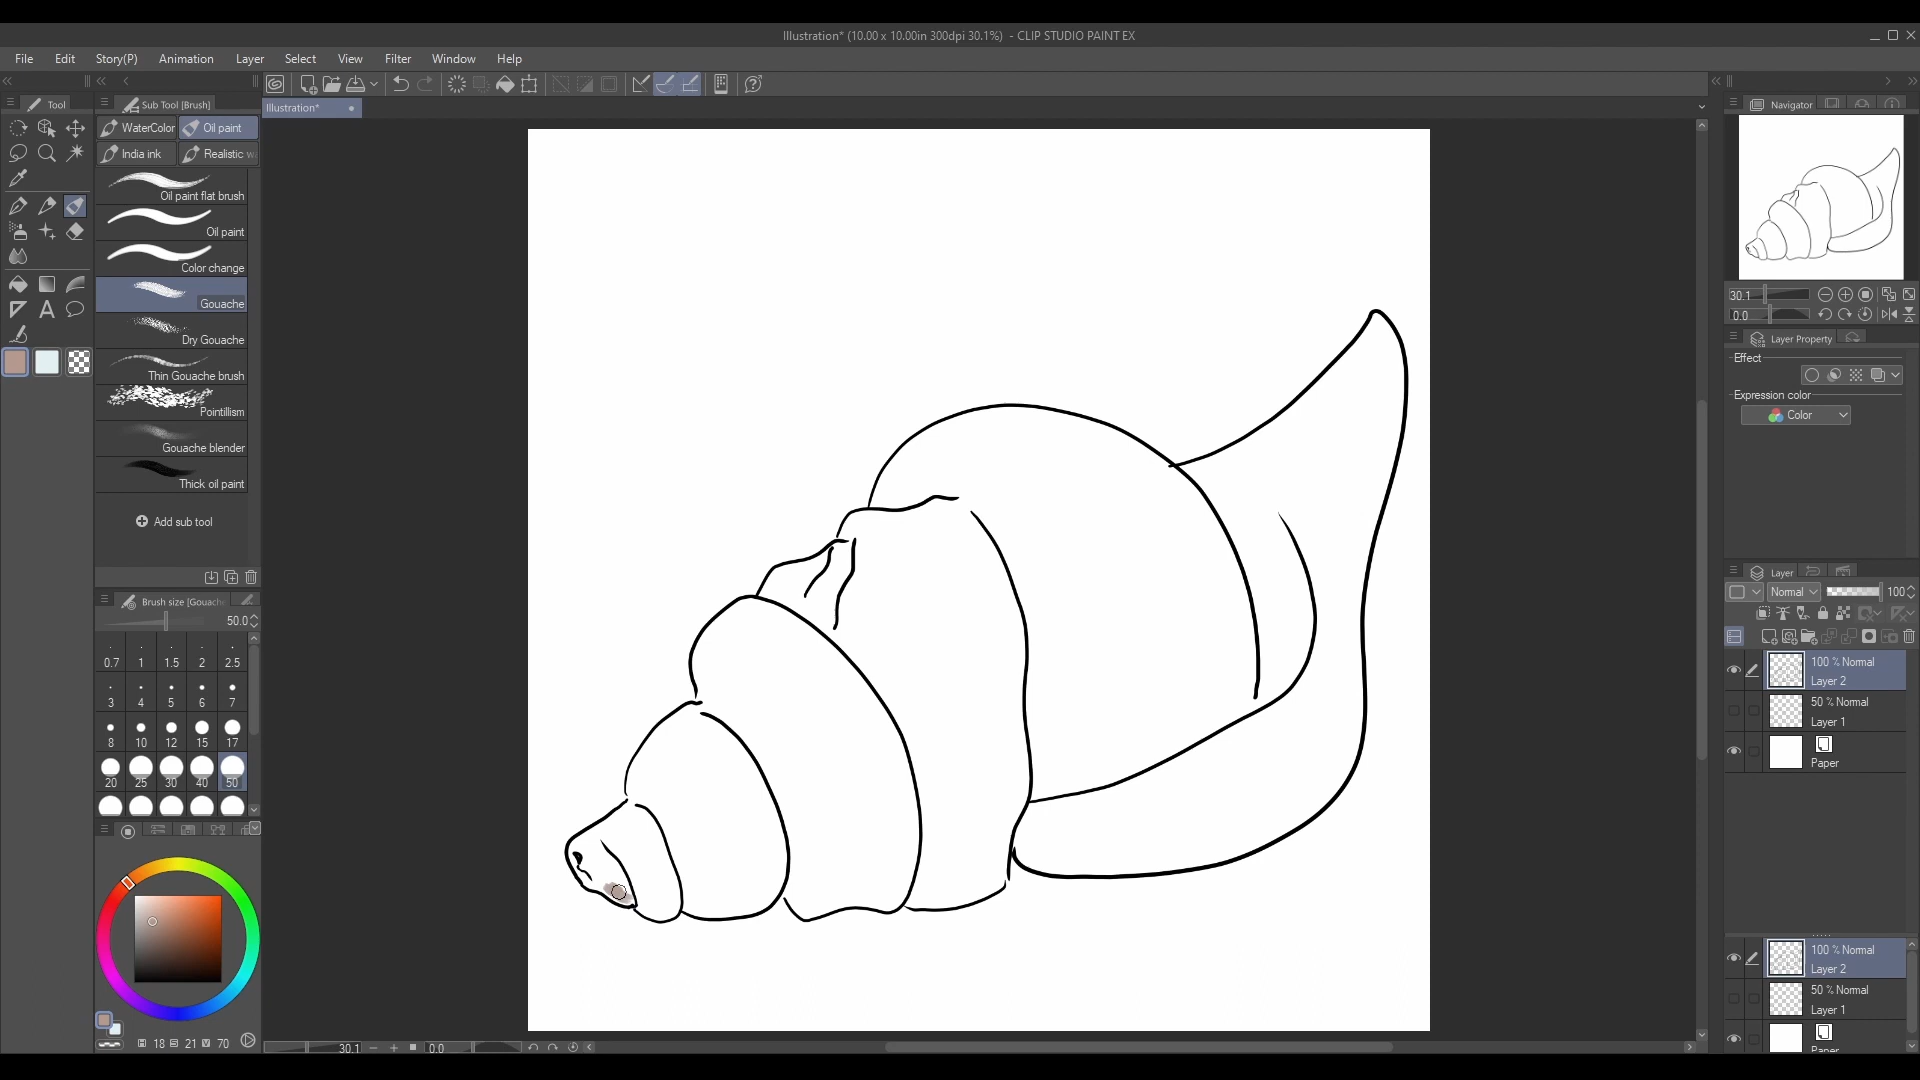 Illustration* (10.00 x 10.00in 300dpi 30.1%) - CLIP STUDIO PAINT EX
File Edit Story(P) Animation Layer Select View Filter Window Help
Tool
Sub Tool [Brush]
Illustration*
Navigator
WaterColor
Oil paint
India ink
Realistic
Oil paint flat brush
Oil paint
Color change
Gouache
Dry Gouache
Thin Gouache brush
Pointillism
Gouache blender
Thick oil paint
Add sub tool
Brush size [Gouache
50.0
0.7 1 1.5 2 2.5
3 4 5 6 7
8 10 12 15 17
20 25 30 40 50
H 18 S 21 V 70
30.1
0.0
30.1
0.0
Layer Property
Effect
Expression color
Color
Layer
Normal
100
100 % Normal
Layer 2
50 % Normal
Layer 1
Paper
100 % Normal
Layer 2
50 % Normal
Layer 1
Paper